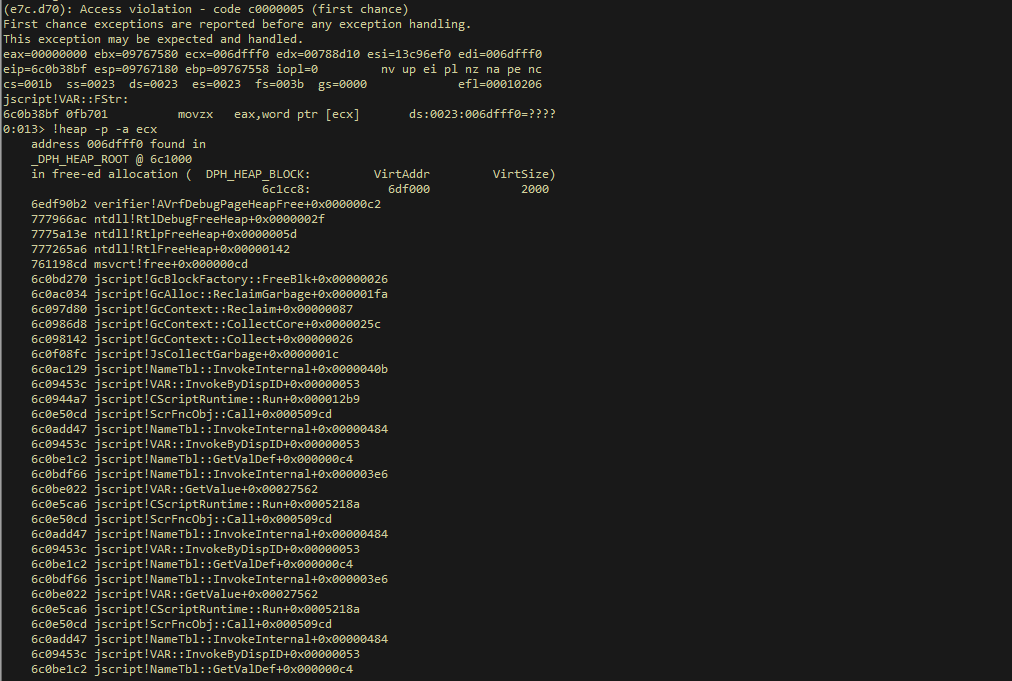 (e7c.d70): Access violation - code c0000005 (first chance)
First chance exceptions are reported before any exception handling.
This exception may be expected and handled.
eax=00000000 ebx=09767580 ecx=006dfff0 edx=00788d10 esi=13c96ef0 edi=006dfff0
eip=6c0b38bf esp=09767180 ebp=09767558 iopl=0         nv up ei pl nz na pe nc
cs=001b  ss=0023  ds=0023  es=0023  fs=003b  gs=0000             efl=00010206
jscript!VAR::FStr:
6c0b38bf 0fb701          movzx   eax,word ptr [ecx]       ds:0023:006dfff0=????
0:013> !heap -p -a ecx
    address 006dfff0 found in
    _DPH_HEAP_ROOT @ 6c1000
    in free-ed allocation (  DPH_HEAP_BLOCK:         VirtAddr         VirtSize)
                                     6c1cc8:           6df000             2000
    6edf90b2 verifier!AVrfDebugPageHeapFree+0x000000c2
    777966ac ntdll!RtlDebugFreeHeap+0x0000002f
    7775a13e ntdll!RtlpFreeHeap+0x0000005d
    777265a6 ntdll!RtlFreeHeap+0x00000142
    761198cd msvcrt!free+0x000000cd
    6c0bd270 jscript!GcBlockFactory::FreeBlk+0x00000026
    6c0ac034 jscript!GcAlloc::ReclaimGarbage+0x000001fa
    6c097d80 jscript!GcContext::Reclaim+0x00000087
    6c0986d8 jscript!GcContext::CollectCore+0x0000025c
    6c098142 jscript!GcContext::Collect+0x00000026
    6c0f08fc jscript!JsCollectGarbage+0x0000001c
    6c0ac129 jscript!NameTbl::InvokeInternal+0x0000040b
    6c09453c jscript!VAR::InvokeByDispID+0x00000053
    6c0944a7 jscript!CScriptRuntime::Run+0x000012b9
    6c0e50cd jscript!ScrFncObj::Call+0x000509cd
    6c0add47 jscript!NameTbl::InvokeInternal+0x00000484
    6c09453c jscript!VAR::InvokeByDispID+0x00000053
    6c0be1c2 jscript!NameTbl::GetValDef+0x000000c4
    6c0bdf66 jscript!NameTbl::InvokeInternal+0x000003e6
    6c0be022 jscript!VAR::GetValue+0x00027562
    6c0e5ca6 jscript!CScriptRuntime::Run+0x0005218a
    6c0e50cd jscript!ScrFncObj::Call+0x000509cd
    6c0add47 jscript!NameTbl::InvokeInternal+0x00000484
    6c09453c jscript!VAR::InvokeByDispID+0x00000053
    6c0be1c2 jscript!NameTbl::GetValDef+0x000000c4
    6c0bdf66 jscript!NameTbl::InvokeInternal+0x000003e6
    6c0be022 jscript!VAR::GetValue+0x00027562
    6c0e5ca6 jscript!CScriptRuntime::Run+0x0005218a
    6c0e50cd jscript!ScrFncObj::Call+0x000509cd
    6c0add47 jscript!NameTbl::InvokeInternal+0x00000484
    6c09453c jscript!VAR::InvokeByDispID+0x00000053
    6c0be1c2 jscript!NameTbl::GetValDef+0x000000c4